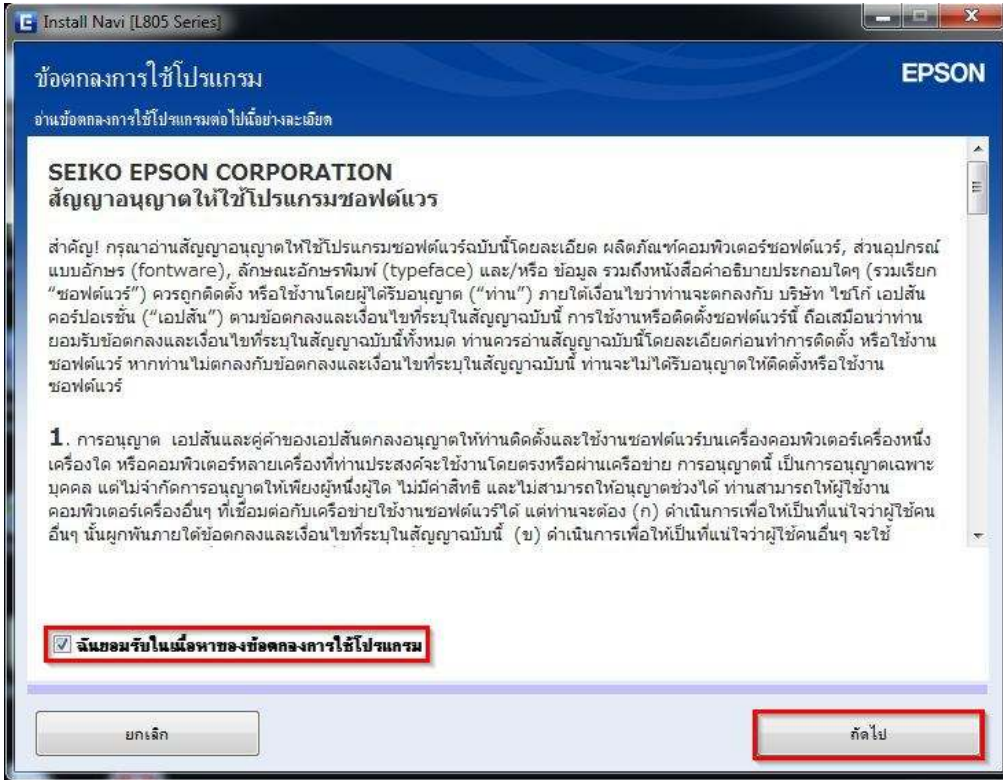 Install Navi [L805 Series]
ข้อตกลงการใช้โปรแกรม
EPSON
อ่านข้อตกลงการใช้โปรแกรมต่อไปนี้อย่างละเอียด
SEIKO EPSON CORPORATION
สัญญาอนุญาตให้ใช้โปรแกรมซอฟต์แวร์
สำคัญ! กรุณาอ่านสัญญาอนุญาตให้ใช้โปรแกรมซอฟต์แวร์ฉบับนี้โดยละเอียด ผลิตภัณฑ์คอมพิวเตอร์ซอฟต์แวร์, ส่วนอุปกรณ์
แบบอักษร (fontware), ลักษณะอักษรพิมพ์ (typeface) และ/หรือ ข้อมูล รวมถึงหนังสือคำอธิบายประกอบใดๆ (รวมเรียก
“ซอฟต์แวร์”) ควรถูกติดตั้ง หรือใช้งานโดยผู้ได้รับอนุญาต (“ท่าน”) ภายใต้เงื่อนไขว่าท่านจะตกลงกับ บริษัท ไซโก้ เอปสัน
คอร์ปอเรชั่น (“เอปสัน”) ตามข้อตกลงและเงื่อนไขที่ระบุในสัญญาฉบับนี้ การใช้งานหรือติดตั้งซอฟต์แวร์นี้ ถือเสมือนว่าท่าน
ยอมรับข้อตกลงและเงื่อนไขที่ระบุในสัญญาฉบับนี้ทั้งหมด ท่านควรอ่านสัญญาฉบับนี้โดยละเอียดก่อนทำการติดตั้ง หรือใช้งาน
ซอฟต์แวร์ หากท่านไม่ตกลงกับข้อตกลงและเงื่อนไขที่ระบุในสัญญาฉบับนี้ ท่านจะไม่ได้รับอนุญาตให้ติดตั้งหรือใช้งาน
ซอฟต์แวร์
1. การอนุญาต เอปสันและคู่ค้าของเอปสันตกลงอนุญาตให้ท่านติดตั้งและใช้งานซอฟต์แวร์บนเครื่องคอมพิวเตอร์เครื่องหนึ่ง
เครื่องใด หรือคอมพิวเตอร์หลายเครื่องที่ท่านประสงค์จะใช้งานโดยตรงหรือผ่านเครือข่าย การอนุญาตนี้ เป็นการอนุญาตเฉพาะ
บุคคล แต่ไม่จำกัดการอนุญาตให้เพียงผู้หนึ่งผู้ใด ไม่มีค่าสิทธิ และไม่สามารถให้อนุญาตช่วงได้ ท่านสามารถให้ผู้ใช้งาน
คอมพิวเตอร์เครื่องอื่นๆ ที่เชื่อมต่อกับเครือข่ายใช้งานซอฟต์แวร์ได้ แต่ท่านจะต้อง (ก) ดำเนินการเพื่อให้เป็นที่แน่ใจว่าผู้ใช้คน
อื่นๆ นั้นผูกพันภายใต้ข้อตกลงและเงื่อนไขที่ระบุในสัญญาฉบับนี้ (ข) ดำเนินการเพื่อให้เป็นที่แน่ใจว่าผู้ใช้คนอื่นๆ จะใช้
ฉันยอมรับในเนื้อหาของข้อตกลงการใช้โปรแกรม
ยกเลิก
ถัดไป